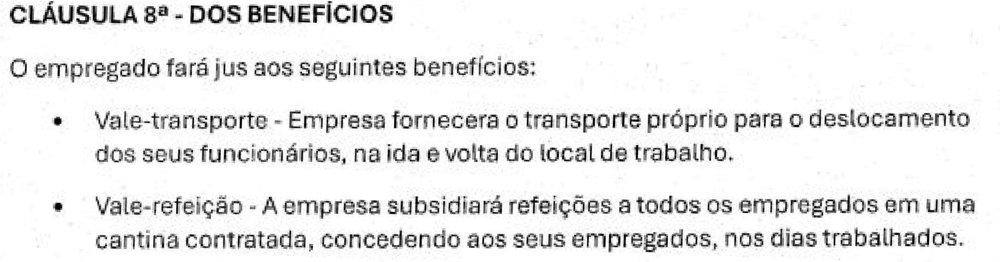 CLÁUSULA 8ª - DOS BENEFÍCIOS
O empregado fará jus aos seguintes benefícios:
• Vale-transporte - Empresa fornecera o transporte próprio para o deslocamento
dos seus funcionários, na ida e volta do local de trabalho.
• Vale-refeição - A empresa subsidiará refeições a todos os empregados em uma
cantina contratada, concedendo aos seus empregados, nos dias trabalhados.